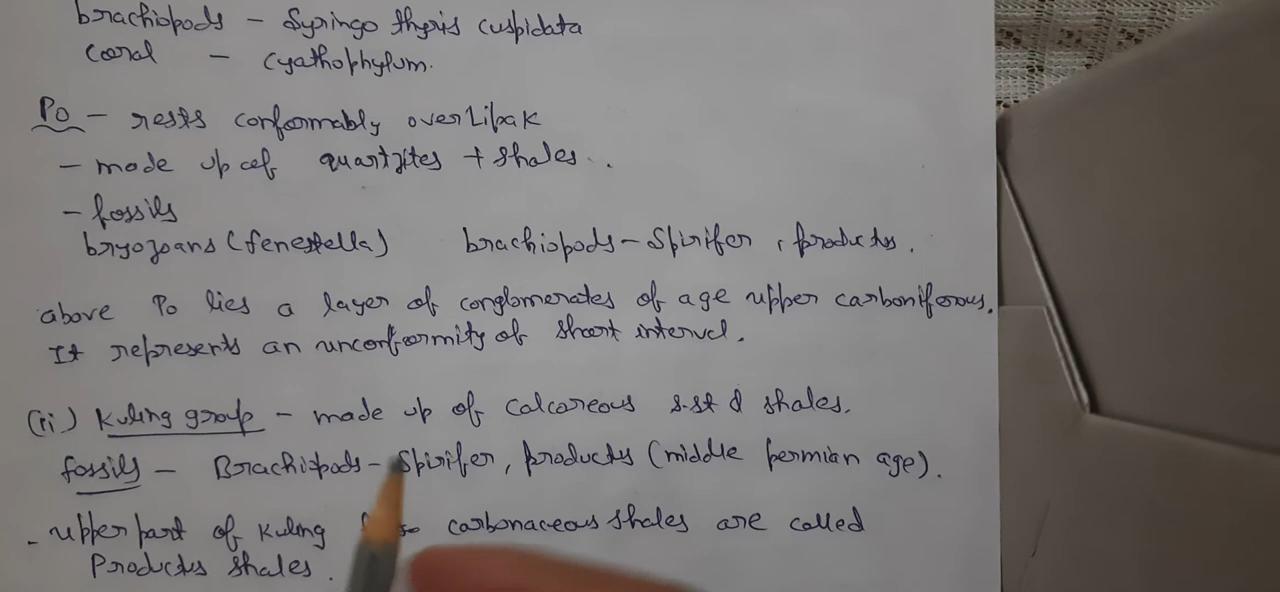 brachiopods - Syringo thyris cuspidata
coral - cyathophylum.
Po - rests conformably over Lipak
- made up of quartzites + shales.
- fossils
bryozoans (fenestella) brachiopods - Spirifer, productus.
above Po lies a layer of conglomerates of age upper carboniferous.
It represents an unconformity of short interval.
(ii) Kuling group - made up of calcareous s.st & shales.
fossils - Brachiopods - Spirifer, productus (middle permian age).
- upper part of Kuling carbonaceous shales are called
Productus shales.